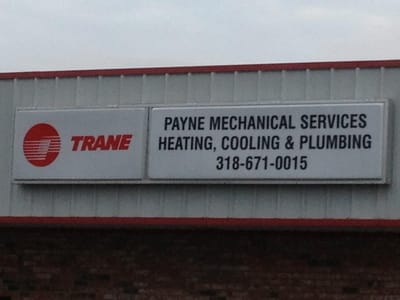 TRANE
PAYNE MECHANICAL SERVICES
HEATING, COOLING & PLUMBING
318-671-0015